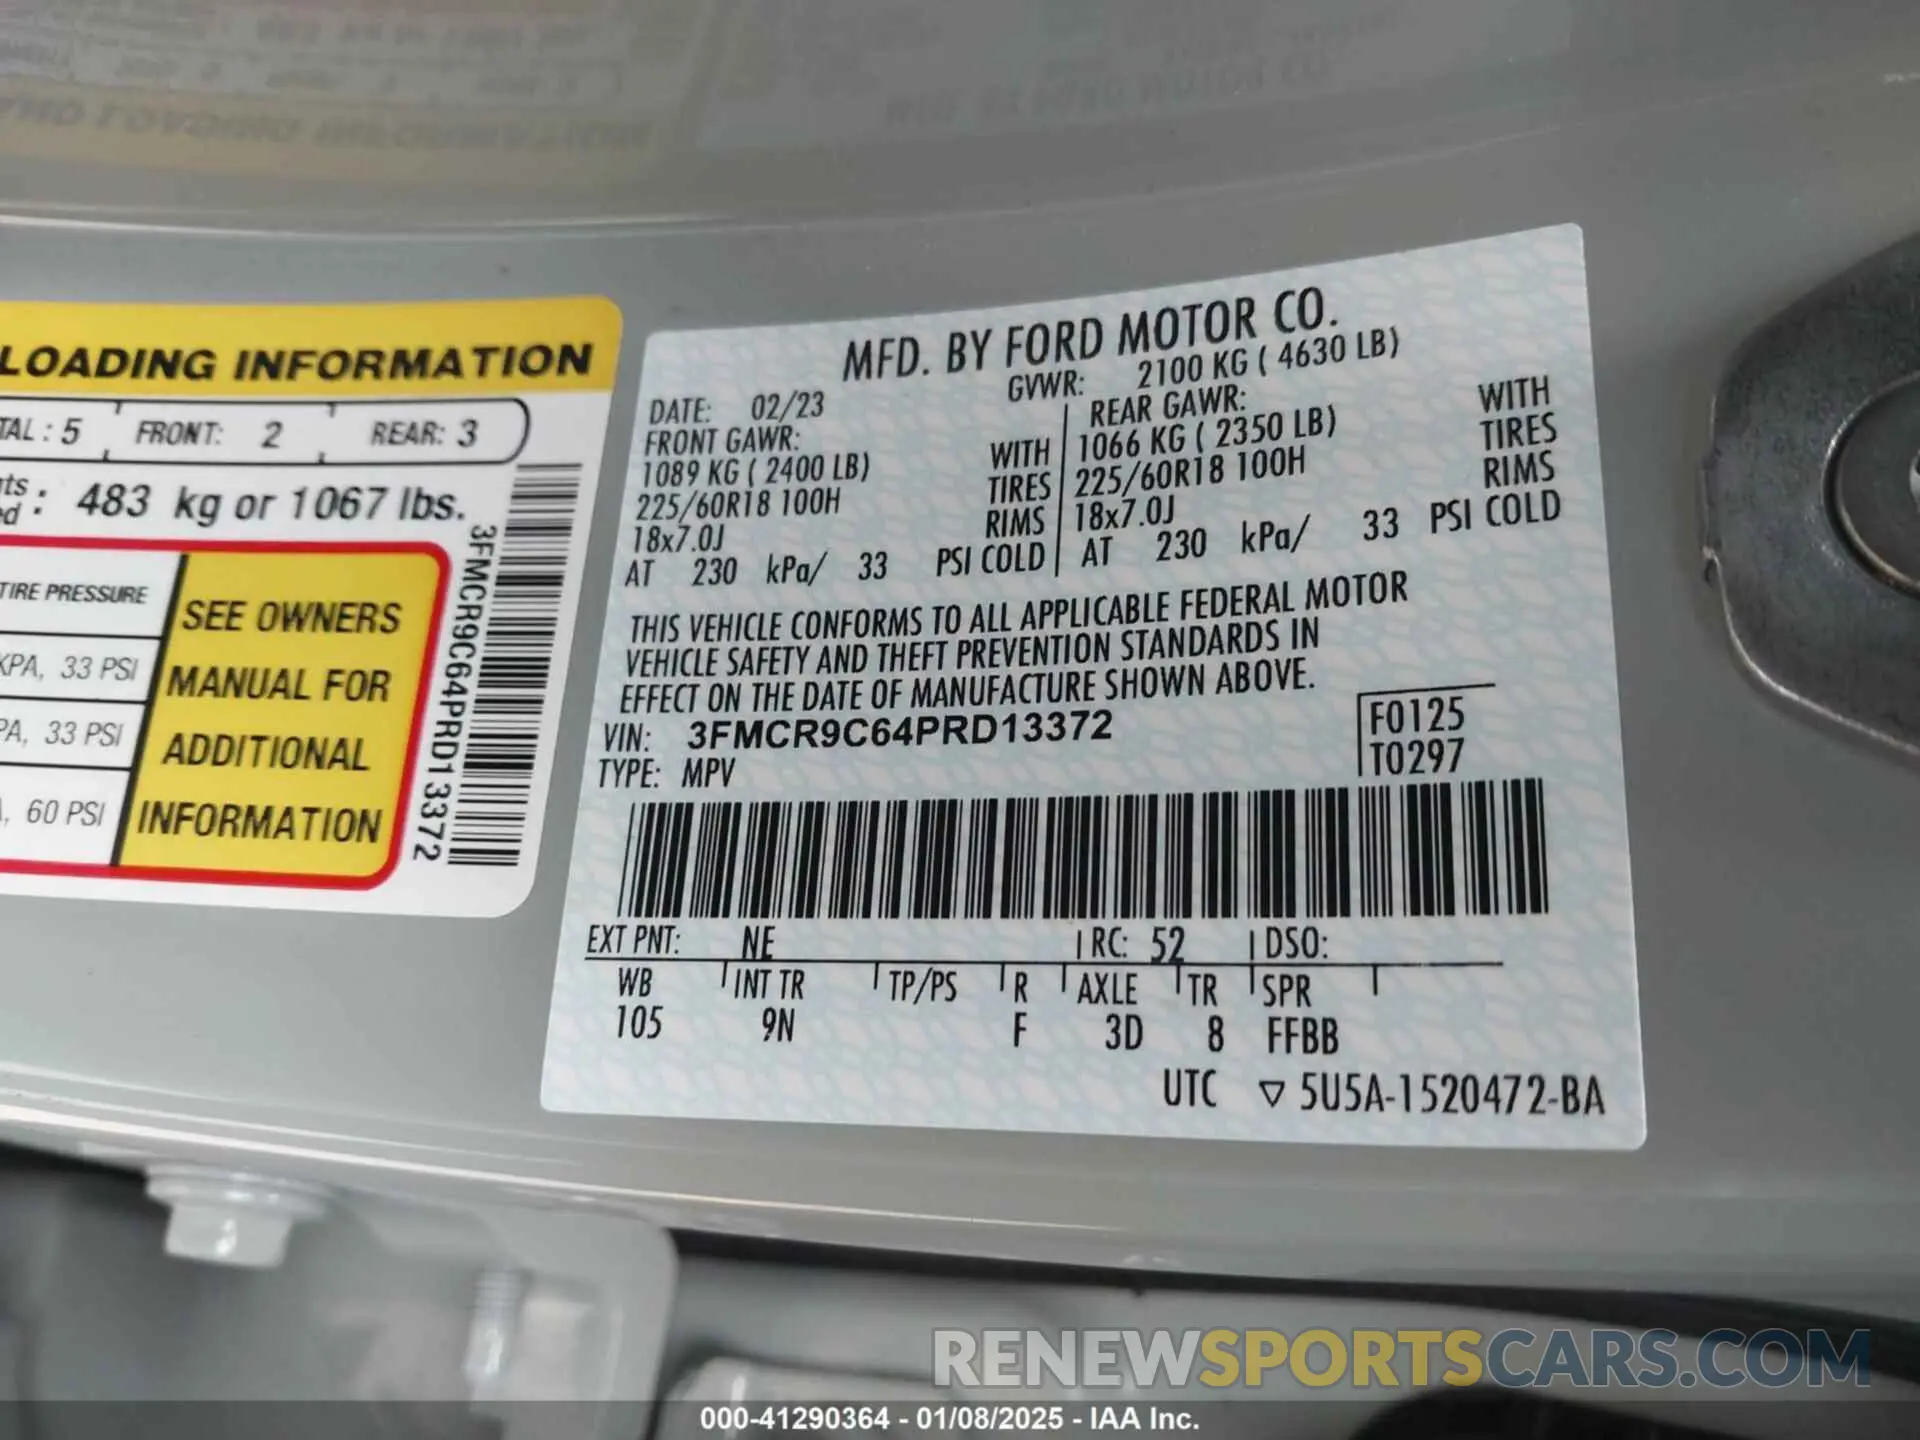 LOADING INFORMATION
TAL : 5 FRONT: 2 REAR: 3
483 kg or 1067 lbs.
TIRE PRESSURE
KPA, 33 PSI
PA, 33 PSI
, 60 PSI
SEE OWNERS
MANUAL FOR
ADDITIONAL
INFORMATION
3FMCR9C64PRD13372
MFD. BY FORD MOTOR CO.
DATE: 02/23 GVWR: 2100 KG ( 4630 LB)
FRONT GAWR: REAR GAWR:
1089 KG ( 2400 LB) WITH 1066 KG ( 2350 LB) WITH
225/60R18 100H TIRES 225/60R18 100H TIRES
18x7.0J RIMS 18x7.0J RIMS
AT 230 kPa/ 33 PSI COLD AT 230 kPa/ 33 PSI COLD
THIS VEHICLE CONFORMS TO ALL APPLICABLE FEDERAL MOTOR
VEHICLE SAFETY AND THEFT PREVENTION STANDARDS IN
EFFECT ON THE DATE OF MANUFACTURE SHOWN ABOVE.
VIN: 3FMCR9C64PRD13372 F0125
TYPE: MPV T0297
EXT PNT: NE RC: 52 DSO:
WB INT TR TP/PS R AXLE TR SPR
105 9N F 3D 8 FFBB
UTC ▽ 5U5A-1520472-BA
RENEWSPORTSCARS.COM
000-41290364 - 01/08/2025 - IAA Inc.